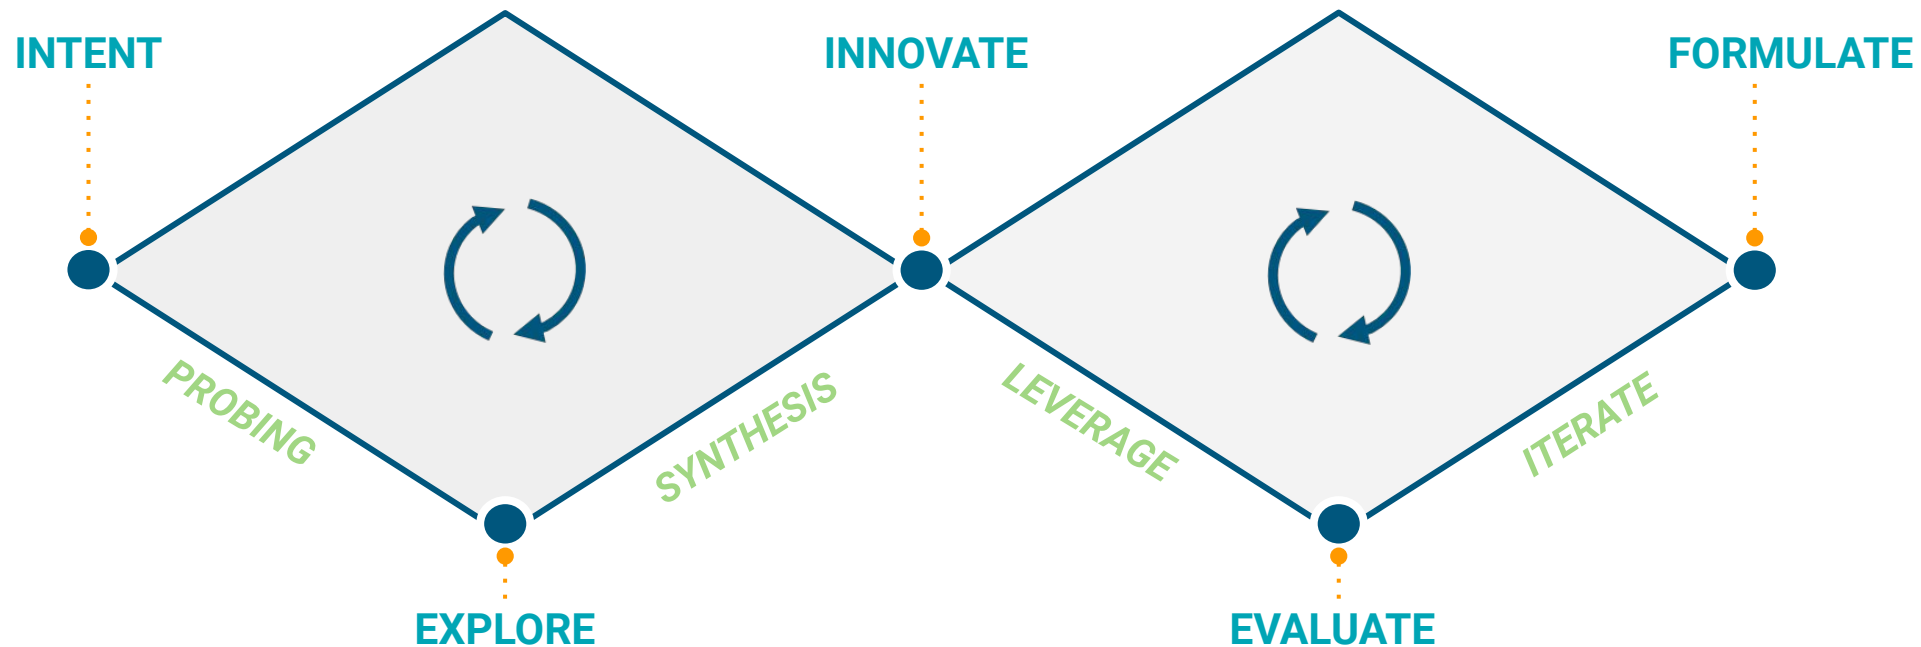 INTENT
INNOVATE
FORMULATE
PROBING
SYNTHESIS
LEVERAGE
ITERATE
EXPLORE
EVALUATE